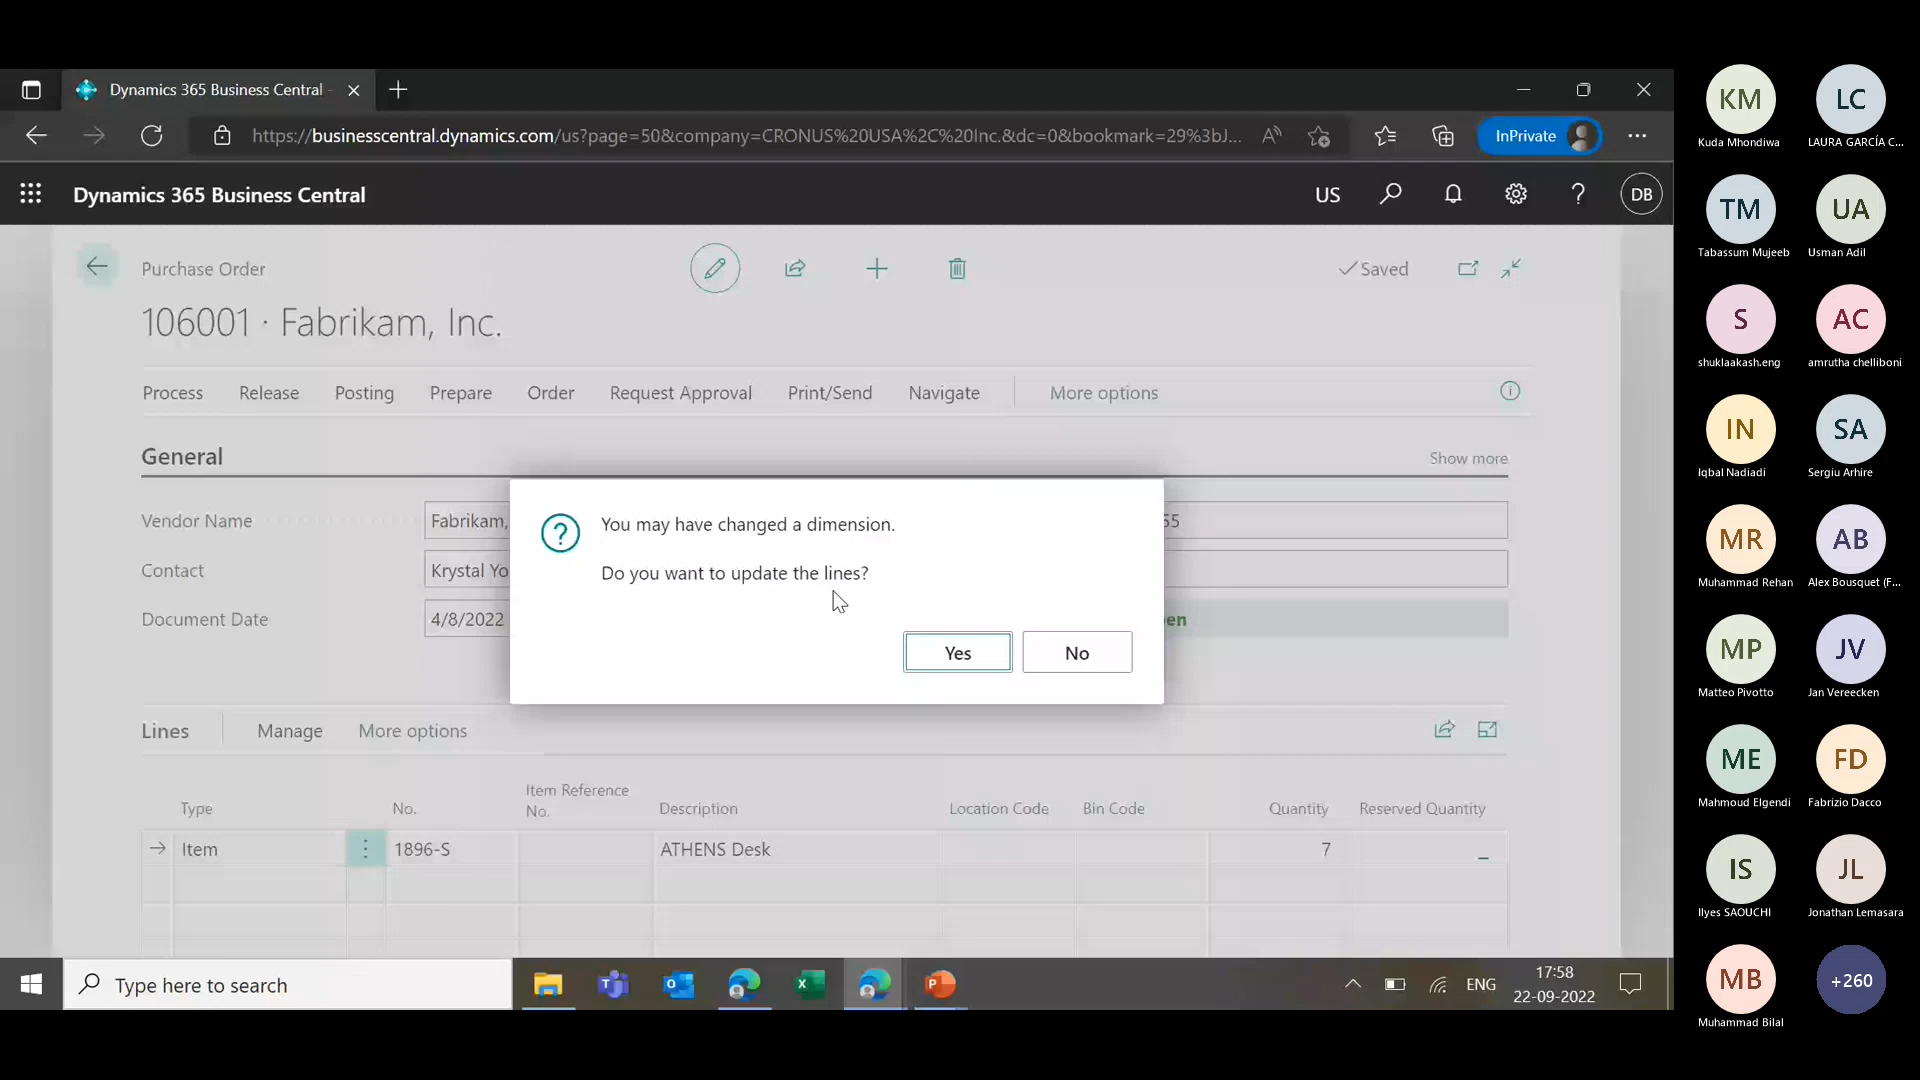 Dynamics 365 Business Central -
https://businesscentral.dynamics.com/us?page=50&company=CRONUS%20USA%2C%20Inc.&dc=0&bookmark=29%3bJ...
InPrivate
Dynamics 365 Business Central
US
DB
Purchase Order
Saved
106001 · Fabrikam, Inc.
Process Release Posting Prepare Order Request Approval Print/Send Navigate More options
General
Show more
Vendor Name
Fabrikam,
55
Contact
Krystal Yo
Document Date
4/8/2022
en
You may have changed a dimension.
Do you want to update the lines?
Yes No
Lines Manage More options
Type No. Item Reference No. Description Location Code Bin Code Quantity Reserved Quantity
Item 1896-S ATHENS Desk 7 _
Type here to search
ENG
17:58
22-09-2022
KM
Kuda Mhondiwa
LC
LAURA GARCÍA C...
TM
Tabassum Mujeeb
UA
Usman Adil
S
shuklaakash.eng
AC
amrutha chelliboni
IN
Iqbal Nadiadi
SA
Sergiu Arhire
MR
Muhammad Rehan
AB
Alex Bousquet (F...
MP
Matteo Pivotto
JV
Jan Vereecken
ME
Mahmoud Elgendi
FD
Fabrizio Dacco
IS
Ilyes SAOUCHI
JL
Jonathan Lemasara
MB
Muhammad Bilal
+260